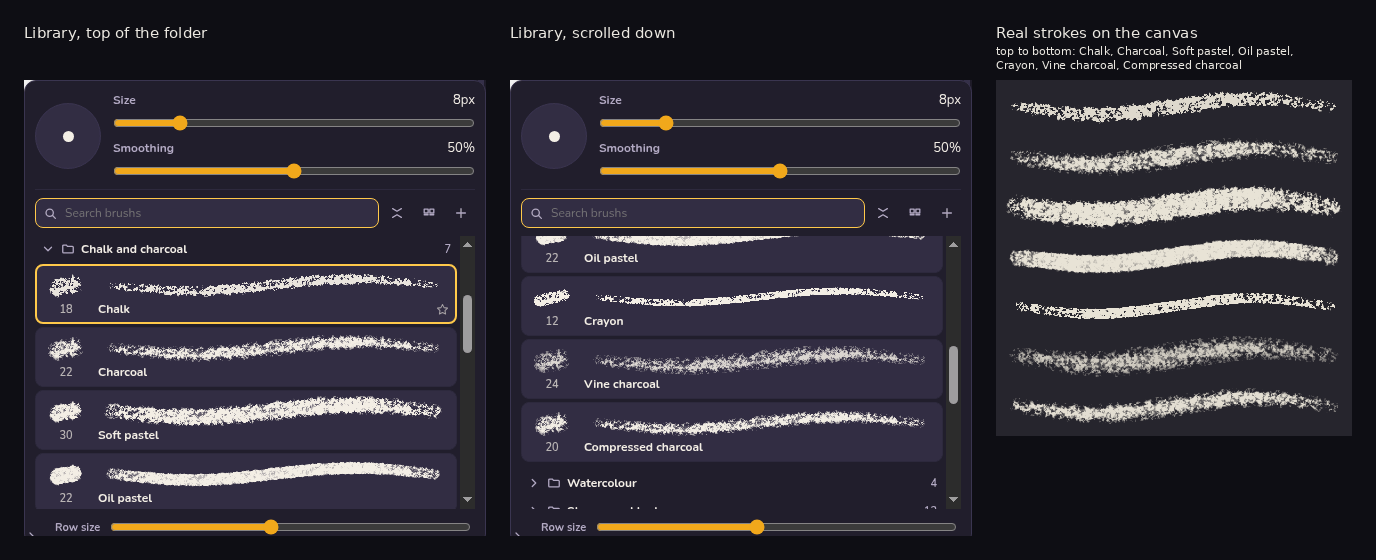 Library, top of the folder
Size
8px
Smoothing
50%
Search brushs
Chalk and charcoal
7
18
Chalk
22
Charcoal
30
Soft pastel
22
Oil pastel
Row size
Library, scrolled down
Size
8px
Smoothing
50%
Search brushs
22
Oil pastel
12
Crayon
24
Vine charcoal
20
Compressed charcoal
Watercolour
4
Row size
Real strokes on the canvas
top to bottom: Chalk, Charcoal, Soft pastel, Oil pastel,
Crayon, Vine charcoal, Compressed charcoal